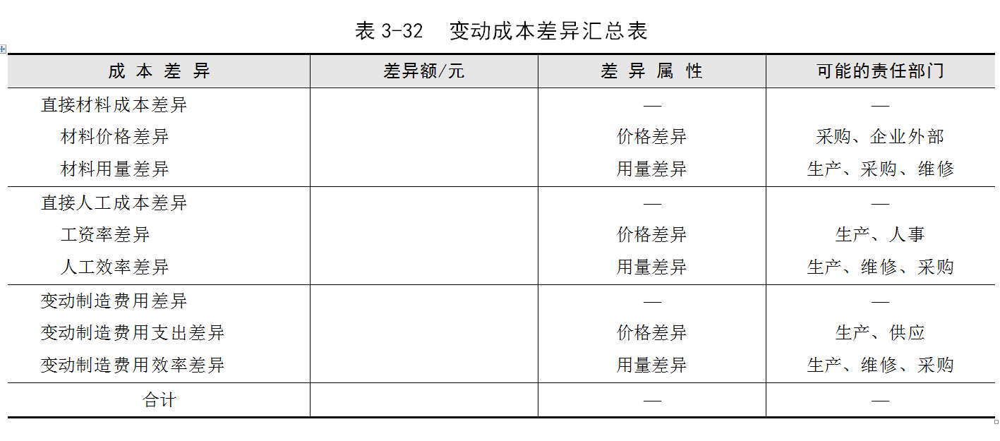 表 3-32 变动成本差异汇总表
成 本 差 异 差异额/元 差 异 属 性 可能的责任部门
直接材料成本差异 — —
材料价格差异 价格差异 采购、企业外部
材料用量差异 用量差异 生产、采购、维修
直接人工成本差异 — —
工资率差异 价格差异 生产、人事
人工效率差异 用量差异 生产、维修、采购
变动制造费用差异 — —
变动制造费用支出差异 价格差异 生产、供应
变动制造费用效率差异 用量差异 生产、维修、采购
合计 — —